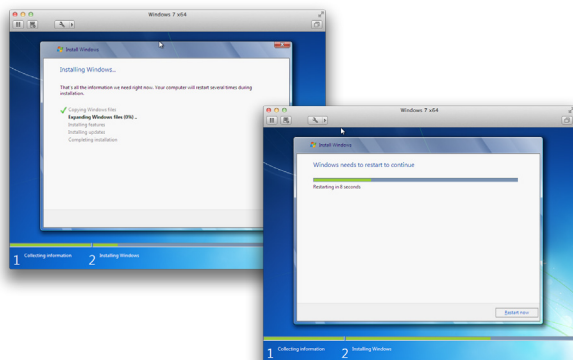 Windows 7 x64
Install Windows
Installing Windows...
That's all the information we need right now. Your computer will restart several times during
installation.
Copying Windows files
Expanding Windows files (0%) ...
Installing features
Installing updates
Completing installation
1 Collecting information
2 Installing Windows
Windows 7 x64
Install Windows
Windows needs to restart to continue
Restarting in 8 seconds
Restart now
1 Collecting information
2 Installing Windows